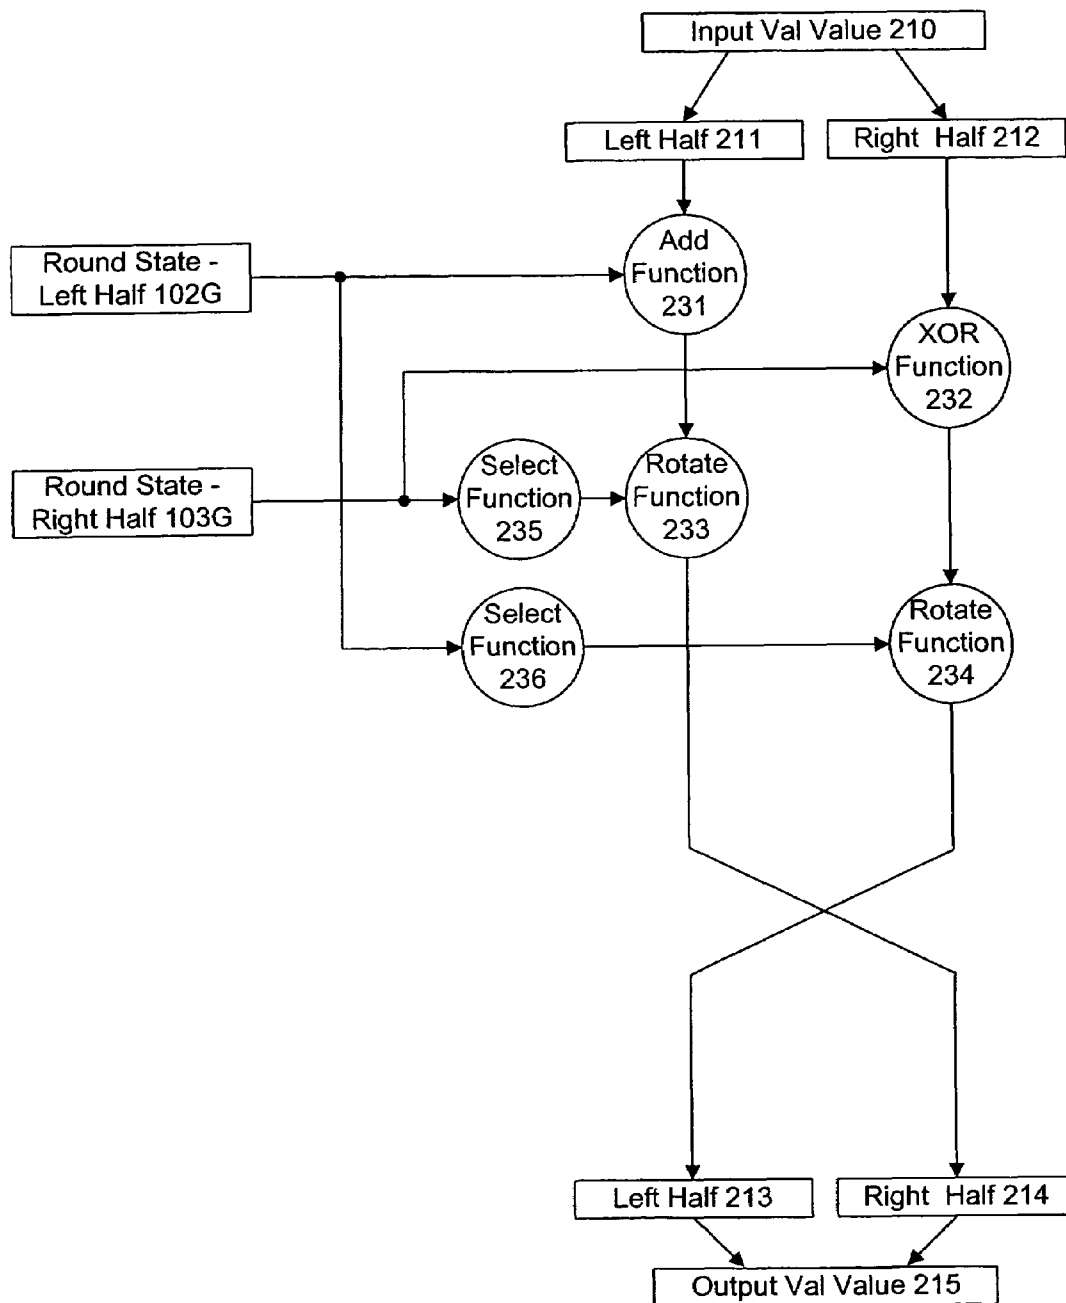 Input Val Value 210
Left Half 211
Right Half 212
Round State -
Left Half 102G
Add
Function
231
XOR
Function
232
Round State -
Right Half 103G
Select
Function
235
Rotate
Function
233
Select
Function
236
Rotate
Function
234
Left Half 213
Right Half 214
Output Val Value 215